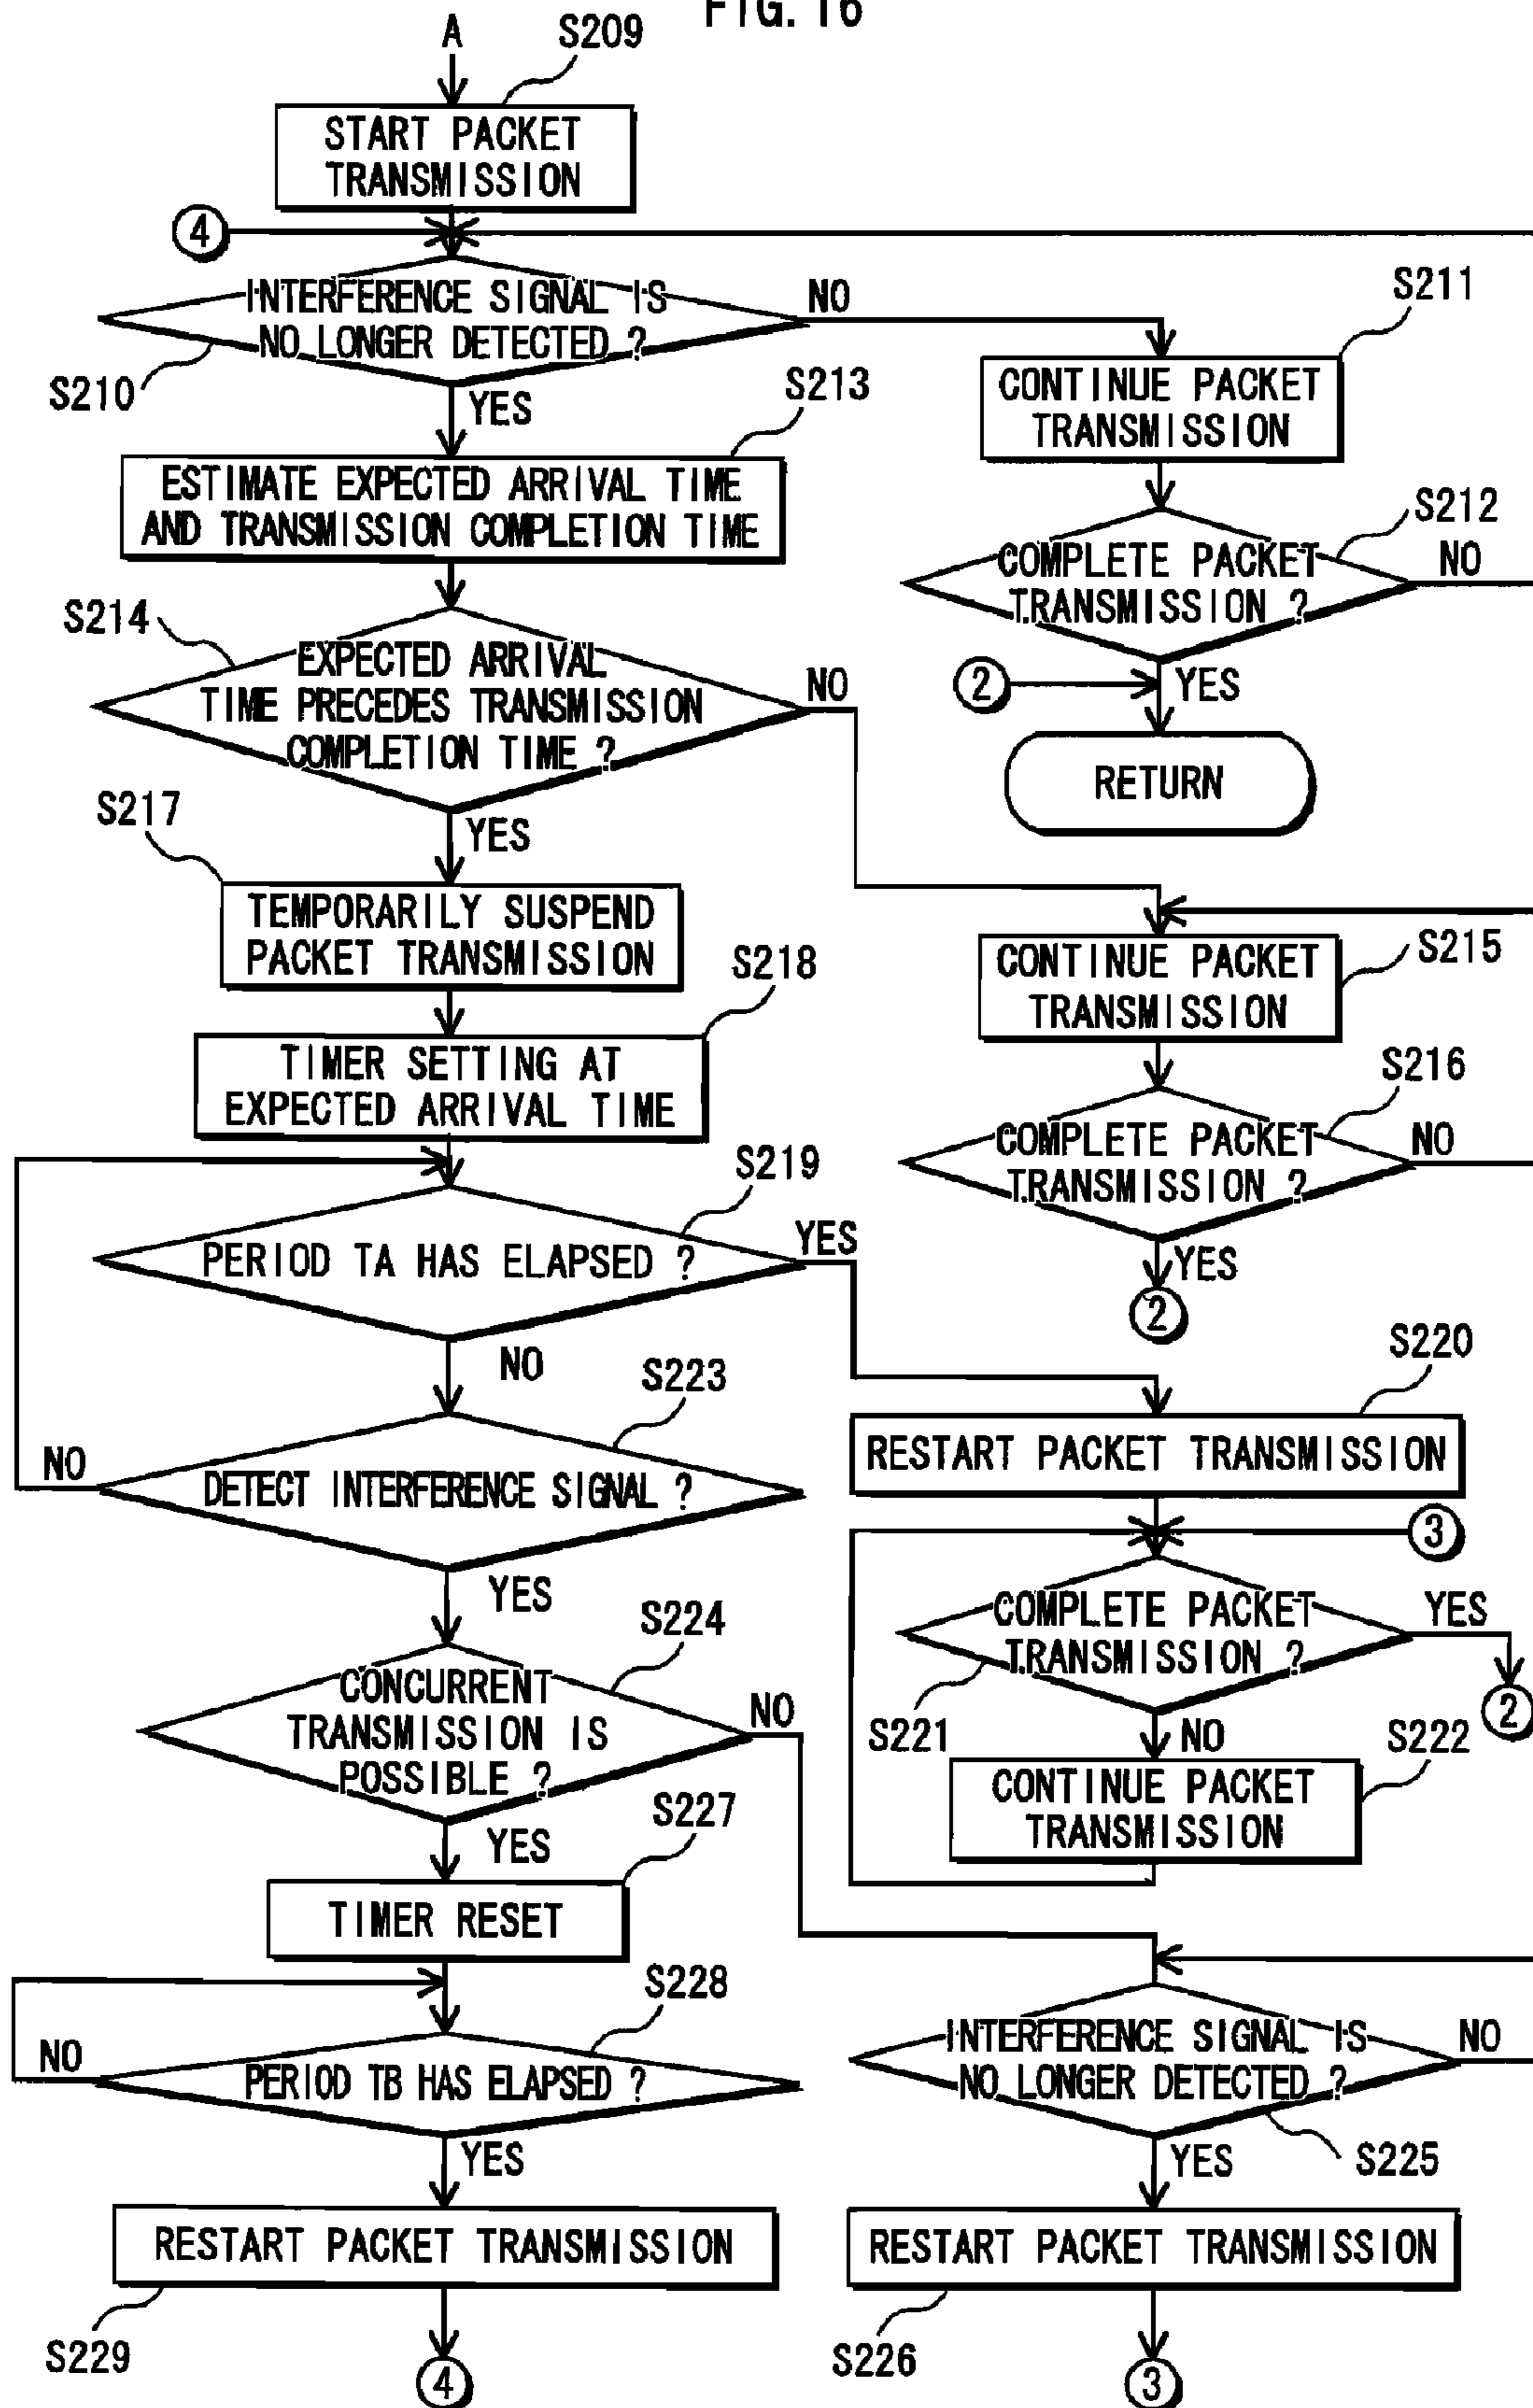 FIG. 16
A
S209
START PACKET
TRANSMISSION
4
INTERFERENCE SIGNAL IS
NO LONGER DETECTED ?
NO
S210
YES
S211
CONTINUE PACKET
TRANSMISSION
S213
ESTIMATE EXPECTED ARRIVAL TIME
AND TRANSMISSION COMPLETION TIME
S212
COMPLETE PACKET
TRANSMISSION ?
NO
S214
EXPECTED ARRIVAL
TIME PRECEDES TRANSMISSION
COMPLETION TIME ?
NO
2
YES
RETURN
S217
YES
TEMPORARILY SUSPEND
PACKET TRANSMISSION
S215
CONTINUE PACKET
TRANSMISSION
S218
TIMER SETTING AT
EXPECTED ARRIVAL TIME
S216
COMPLETE PACKET
TRANSMISSION ?
NO
YES
2
S219
PERIOD TA HAS ELAPSED ?
YES
NO
S220
RESTART PACKET TRANSMISSION
S223
DETECT INTERFERENCE SIGNAL ?
NO
YES
3
COMPLETE PACKET
TRANSMISSION ?
YES
2
S221
NO
S222
CONTINUE PACKET
TRANSMISSION
S224
CONCURRENT
TRANSMISSION IS
POSSIBLE ?
NO
YES
S227
TIMER RESET
S228
NO
PERIOD TB HAS ELAPSED ?
YES
INTERFERENCE SIGNAL IS
NO LONGER DETECTED ?
NO
S225
YES
RESTART PACKET TRANSMISSION
S229
4
RESTART PACKET TRANSMISSION
S226
3